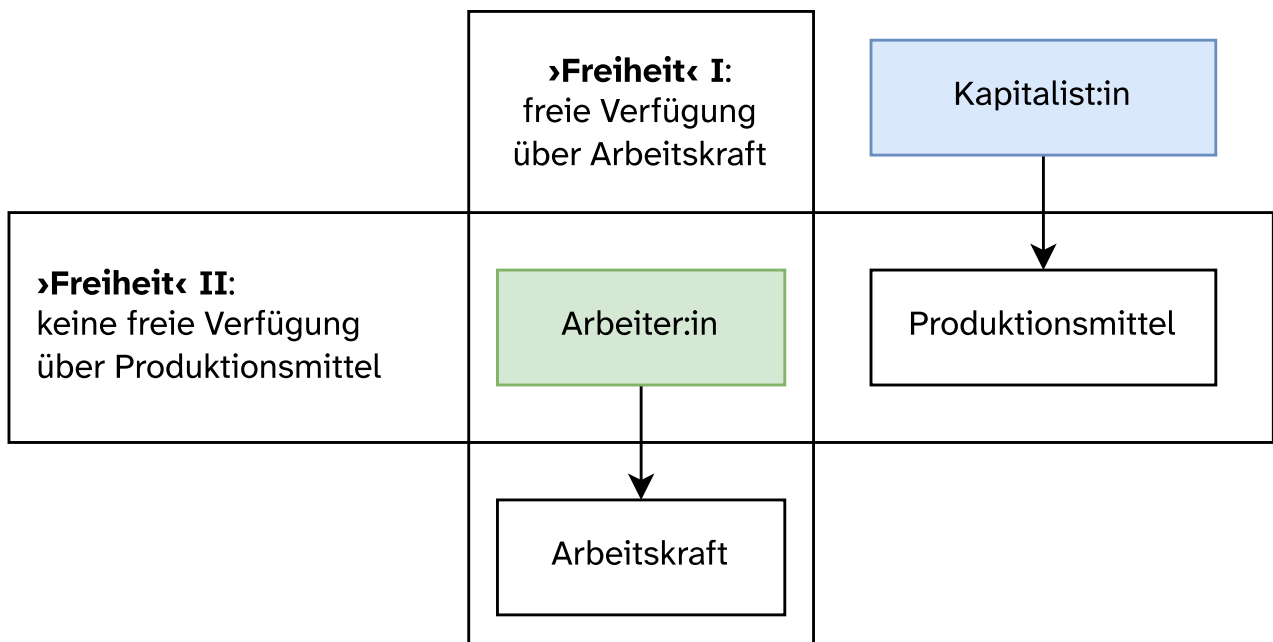 ›Freiheit‹ I:
freie Verfügung
über Arbeitskraft
Kapitalist:in
›Freiheit‹ II:
keine freie Verfügung
über Produktionsmittel
Arbeiter:in
Produktionsmittel
Arbeitskraft